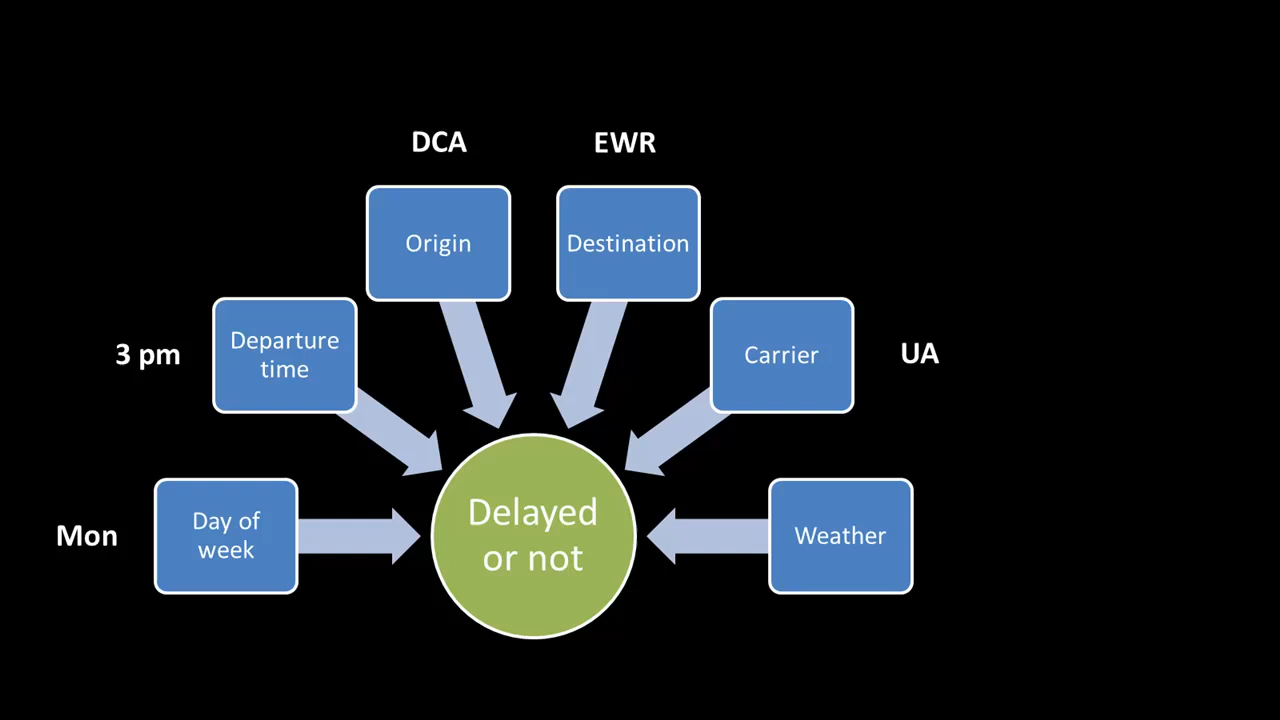 DCA
EWR
Origin
Destination
3 pm
Departure
time
Carrier
UA
Mon
Day of
week
Delayed
or not
Weather